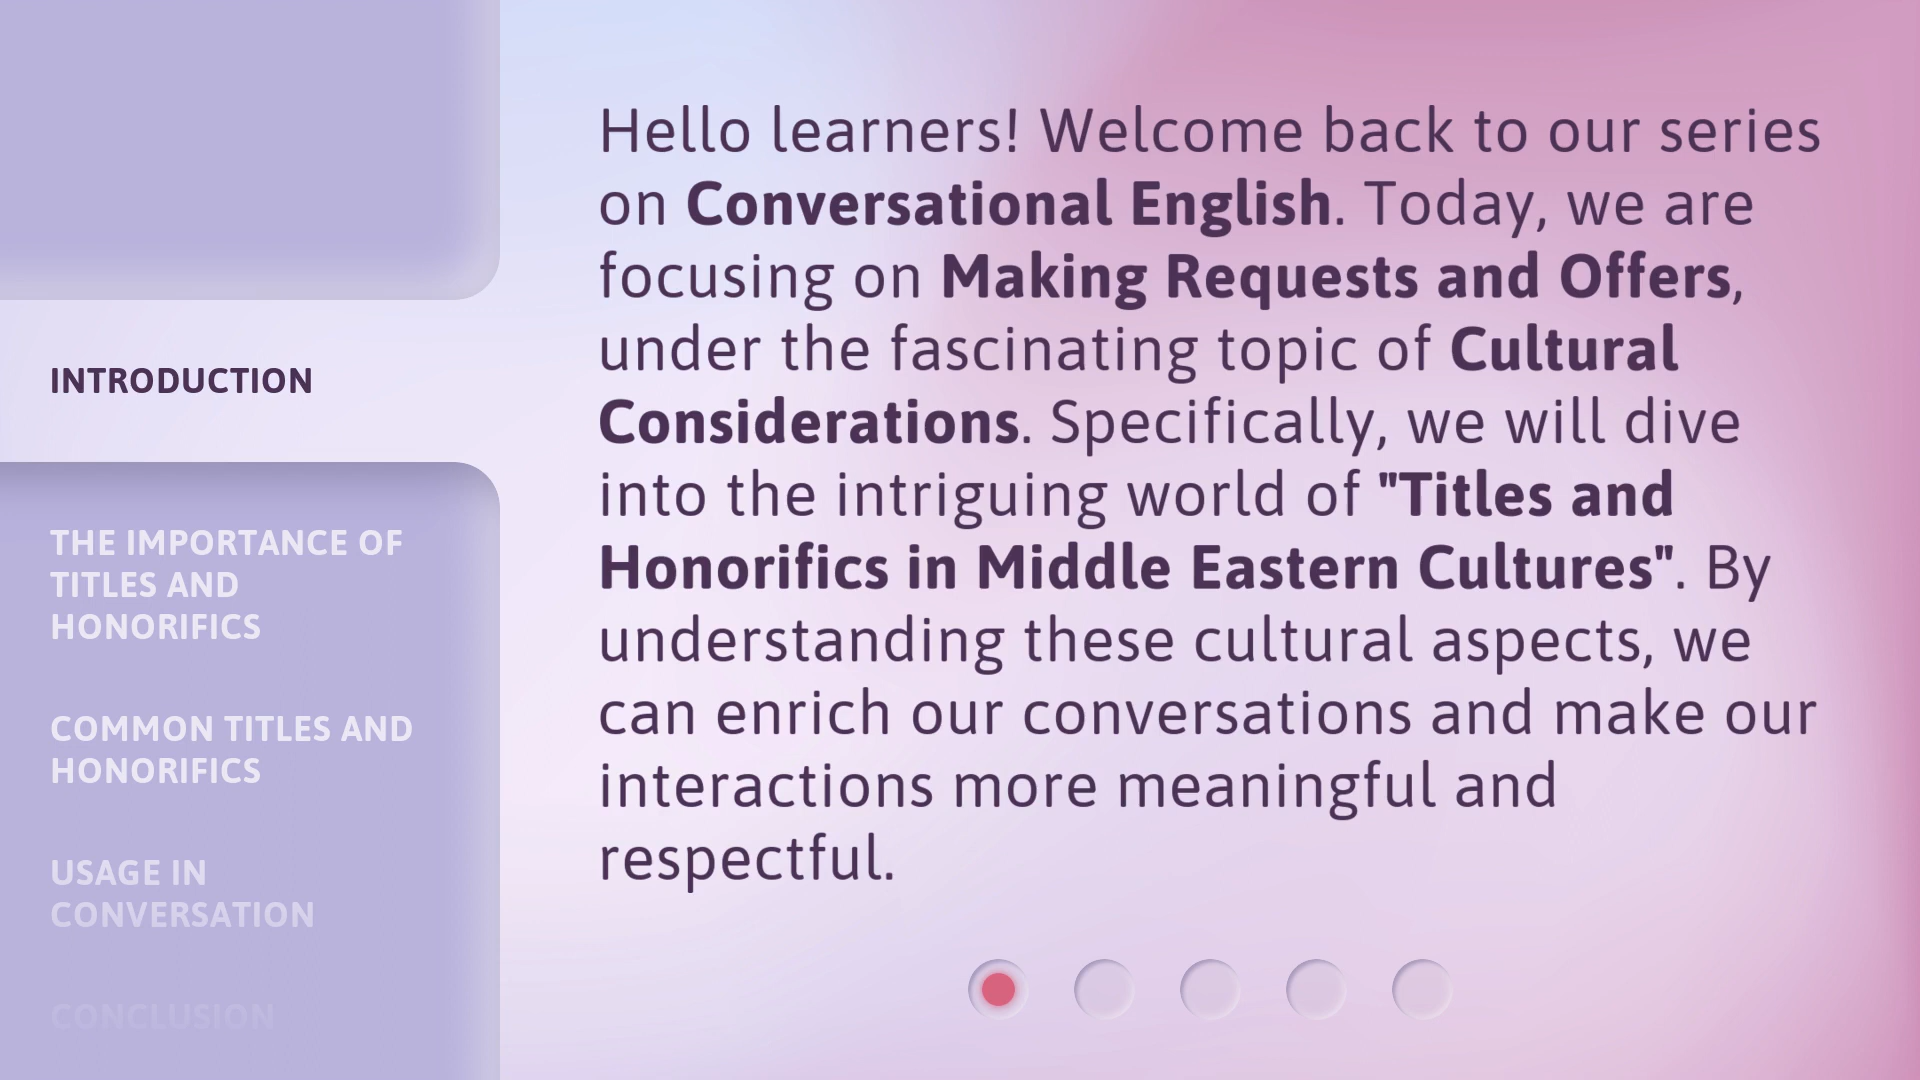 INTRODUCTION
THE IMPORTANCE OF
TITLES AND
HONORIFICS
COMMON TITLES AND
HONORIFICS
USAGE IN
CONVERSATION
CONCLUSION
Hello learners! Welcome back to our series
on Conversational English. Today, we are
focusing on Making Requests and Offers,
under the fascinating topic of Cultural
Considerations. Specifically, we will dive
into the intriguing world of "Titles and
Honorifics in Middle Eastern Cultures". By
understanding these cultural aspects, we
can enrich our conversations and make our
interactions more meaningful and
respectful.